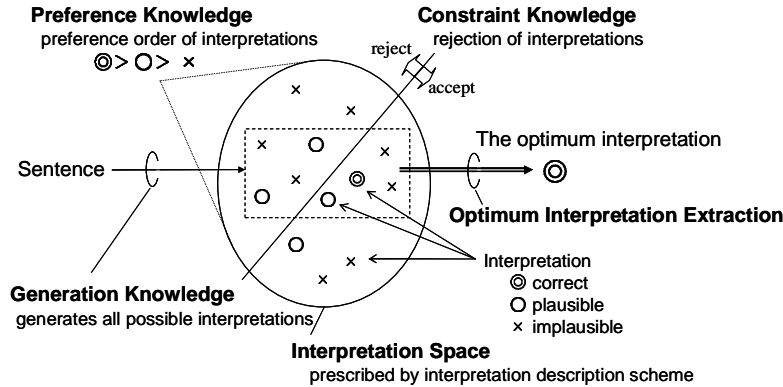 Preference Knowledge
preference order of interpretations
◎ > ○ > ×
Constraint Knowledge
rejection of interpretations
reject
accept
Sentence
The optimum interpretation
Optimum Interpretation Extraction
Interpretation
◎ correct
○ plausible
× implausible
Generation Knowledge
generates all possible interpretations
Interpretation Space
prescribed by interpretation description scheme